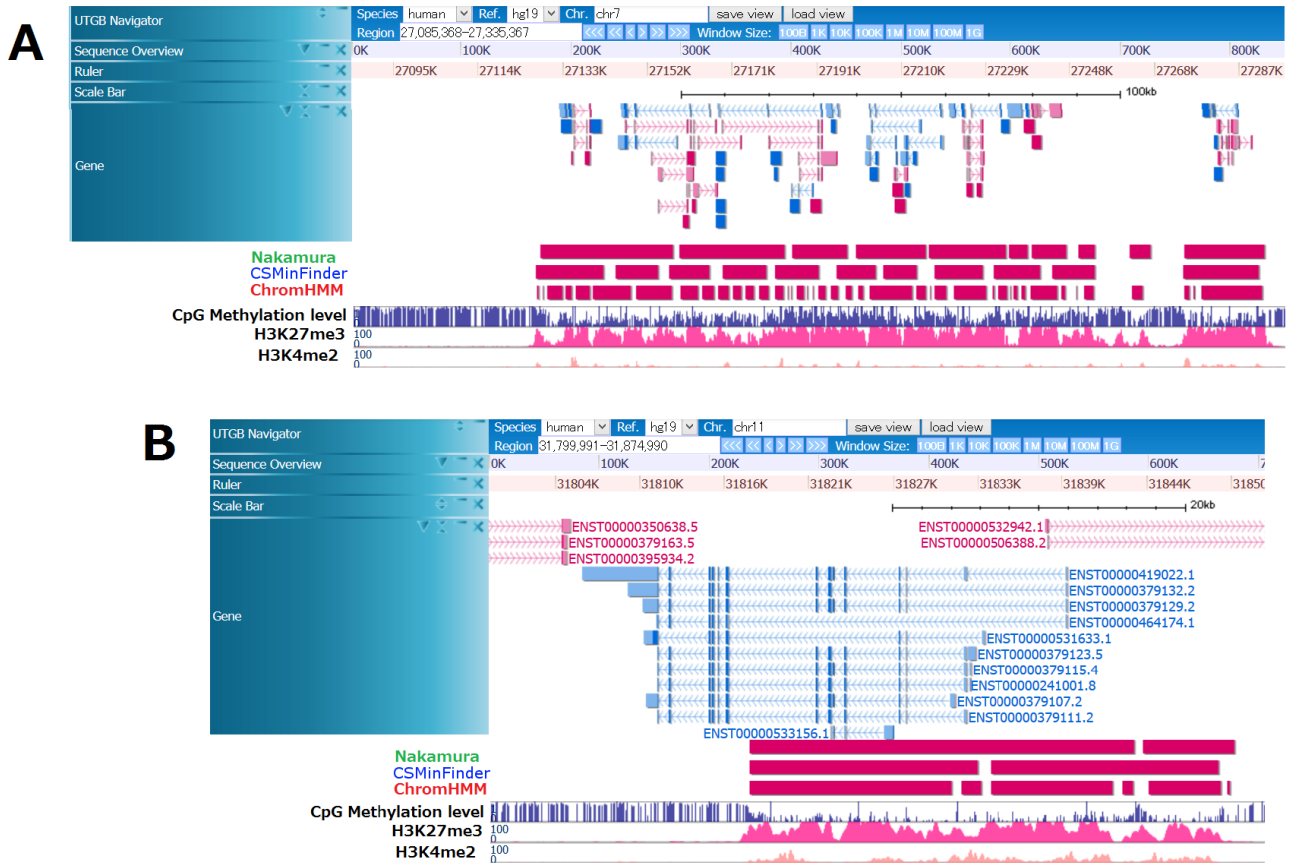 A
UTGB Navigator
Species human Ref. hg19 Chr. chr7 save view load view
Region 27,085,368-27,335,367 <<< << < > >> >>> Window Size: 100B 1K 10K 100K 1M 10M 100M 1G
Sequence Overview 0K 100K 200K 300K 400K 500K 600K 700K 800K
Ruler 27095K 27114K 27133K 27152K 27171K 27191K 27210K 27229K 27248K 27268K 27287K
Scale Bar 100kb
Gene
Nakamura
CSMinFinder
ChromHMM
CpG Methylation level
H3K27me3 100 0
H3K4me2 100 0
B
UTGB Navigator
Species human Ref. hg19 Chr. chr11 save view load view
Region 31,799,991-31,874,990 <<< << < > >> >>> Window Size: 100B 1K 10K 100K 1M 10M 100M 1G
Sequence Overview 0K 100K 200K 300K 400K 500K 600K
Ruler 31804K 31810K 31816K 31821K 31827K 31833K 31839K 31844K 31850
Scale Bar 20kb
ENST00000350638.5 ENST00000532942.1
ENST00000379163.5 ENST00000506388.2
ENST00000395934.2
ENST00000419022.1
ENST00000379132.2
ENST00000379129.2
Gene
ENST00000464174.1
ENST00000531633.1
ENST00000379123.5
ENST00000379115.4
ENST00000241001.8
ENST00000379107.2
ENST00000379111.2
ENST00000533156.1
Nakamura
CSMinFinder
ChromHMM
CpG Methylation level
H3K27me3 100 0
H3K4me2 100 0